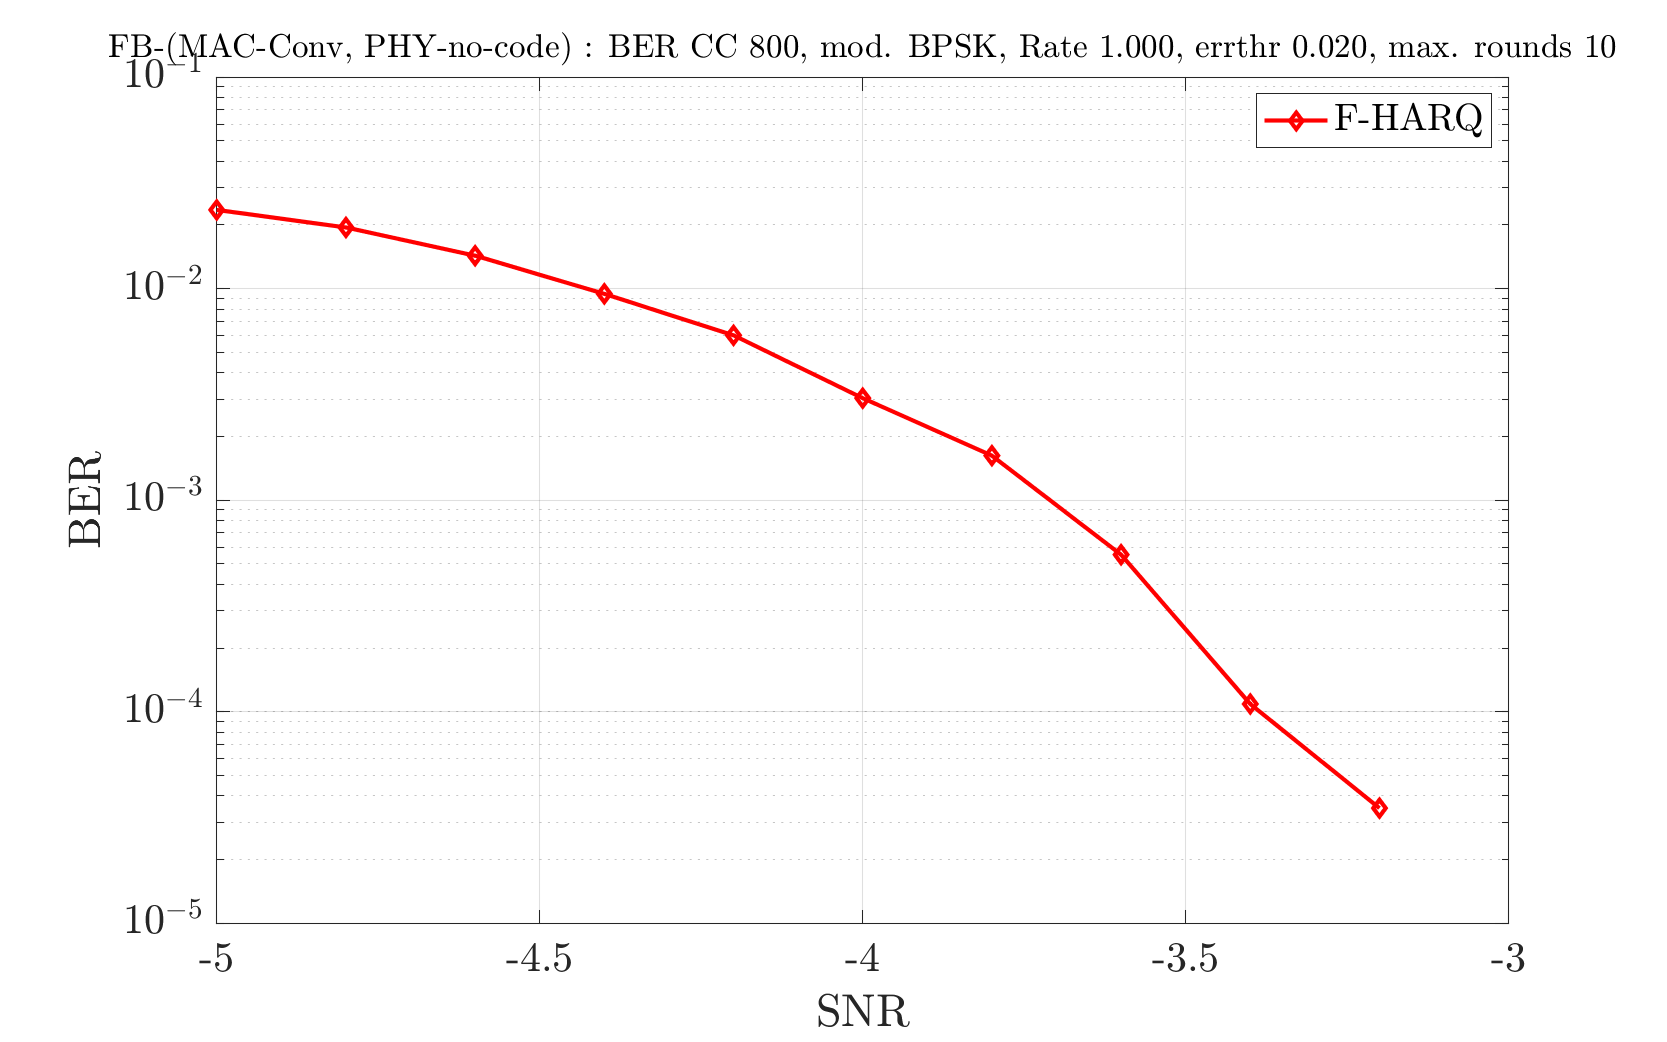 FB-(MAC-Conv, PHY-no-code) : BER CC 800, mod. BPSK, Rate 1.000, errthr 0.020, max. rounds 10
10⁻¹
F-HARQ
10⁻²
10⁻³
BER
10⁻⁴
10⁻⁵
-5 -4.5 -4 -3.5 -3
SNR